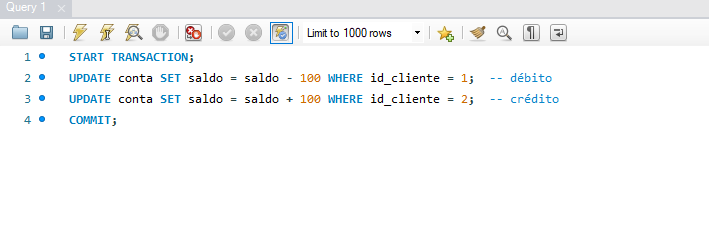 Query 1
Limit to 1000 rows
1 START TRANSACTION;
2 UPDATE conta SET saldo = saldo - 100 WHERE id_cliente = 1; -- débito
3 UPDATE conta SET saldo = saldo + 100 WHERE id_cliente = 2; -- crédito
4 COMMIT;